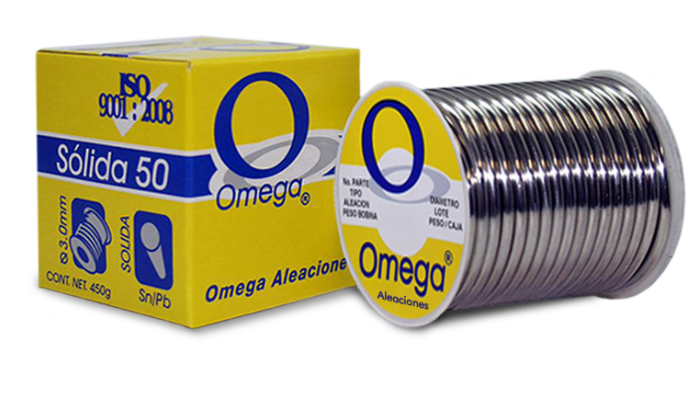 ISO
9001:2008
Sólida 50
⌀ 3.0mm
SOLIDA
CONT. NET. 450g
Sn/Pb
O
Omega®
Omega Aleacione
O
No. PARTE
TIPO
ALEACION
PESO BOBINA
DIAMETRO
LOTE
PESO / CAJA
Omega®
Aleaciones